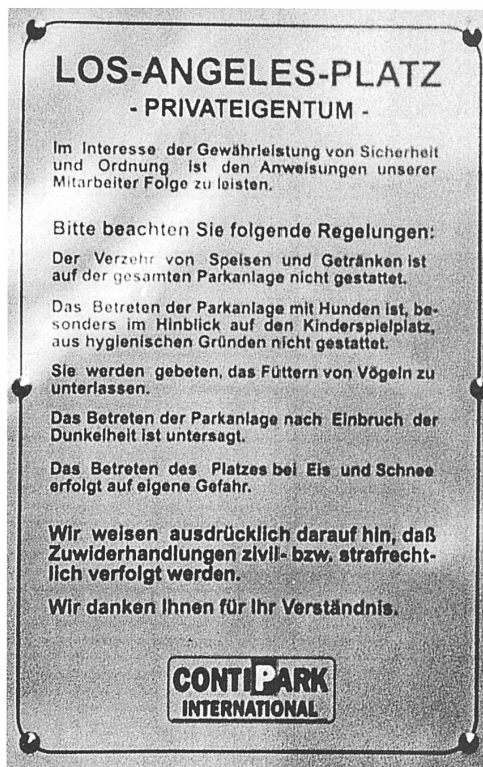 LOS-ANGELES-PLATZ
- PRIVATEIGENTUM -
Im Interesse der Gewährleistung von Sicherheit
und Ordnung ist den Anweisungen unserer
Mitarbeiter Folge zu leisten.
Bitte beachten Sie folgende Regelungen:
Der Verzehr von Speisen und Getränken ist
auf der gesamten Parkanlage nicht gestattet.
Das Betreten der Parkanlage mit Hunden ist, be-
sonders im Hinblick auf den Kinderspielplatz,
aus hygienischen Gründen nicht gestattet.
Sie werden gebeten, das Füttern von Vögeln zu
unterlassen.
Das Betreten der Parkanlage nach Einbruch der
Dunkelheit ist untersagt.
Das Betreten des Platzes bei Eis und Schnee
erfolgt auf eigene Gefahr.
Wir weisen ausdrücklich darauf hin, daß
Zuwiderhandlungen zivil- bzw. strafrecht-
lich verfolgt werden.
Wir danken Ihnen für Ihr Verständnis.
CONTIPARK
INTERNATIONAL